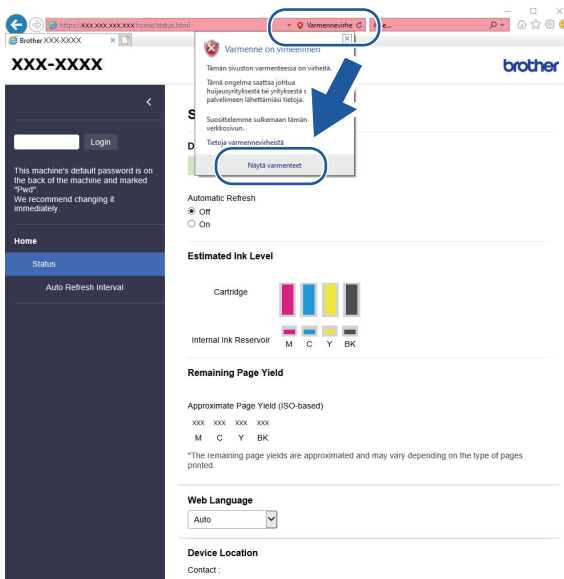 https://xxx.xxx.xxx.xxx/home/status.html
Varmennevirhe
Brother XXX-XXXX
Varmenne on virheellinen
XXX-XXXX
brother
Tämän sivuston varmenteessa on virheitä.
Tämä ongelma saattaa johtua
huijausyrityksestä tai yrityksestä s
palvelimeen lähettämiäsi tietoja.
Suosittelemme sulkemaan tämän
verkkosivun.
Tietoja varmennevirheistä
Näytä varmenteet
Login
This machine's default password is on
the back of the machine and marked
"Pwd".
We recommend changing it
immediately.
Home
Status
Auto Refresh Interval
S
D
Automatic Refresh
Off
On
Estimated Ink Level
Cartridge
Internal Ink Reservoir
M C Y BK
Remaining Page Yield
Approximate Page Yield (ISO-based)
xxx xxx xxx xxx
M C Y BK
*The remaining page yields are approximated and may vary depending on the type of pages
printed.
Web Language
Auto
Device Location
Contact :